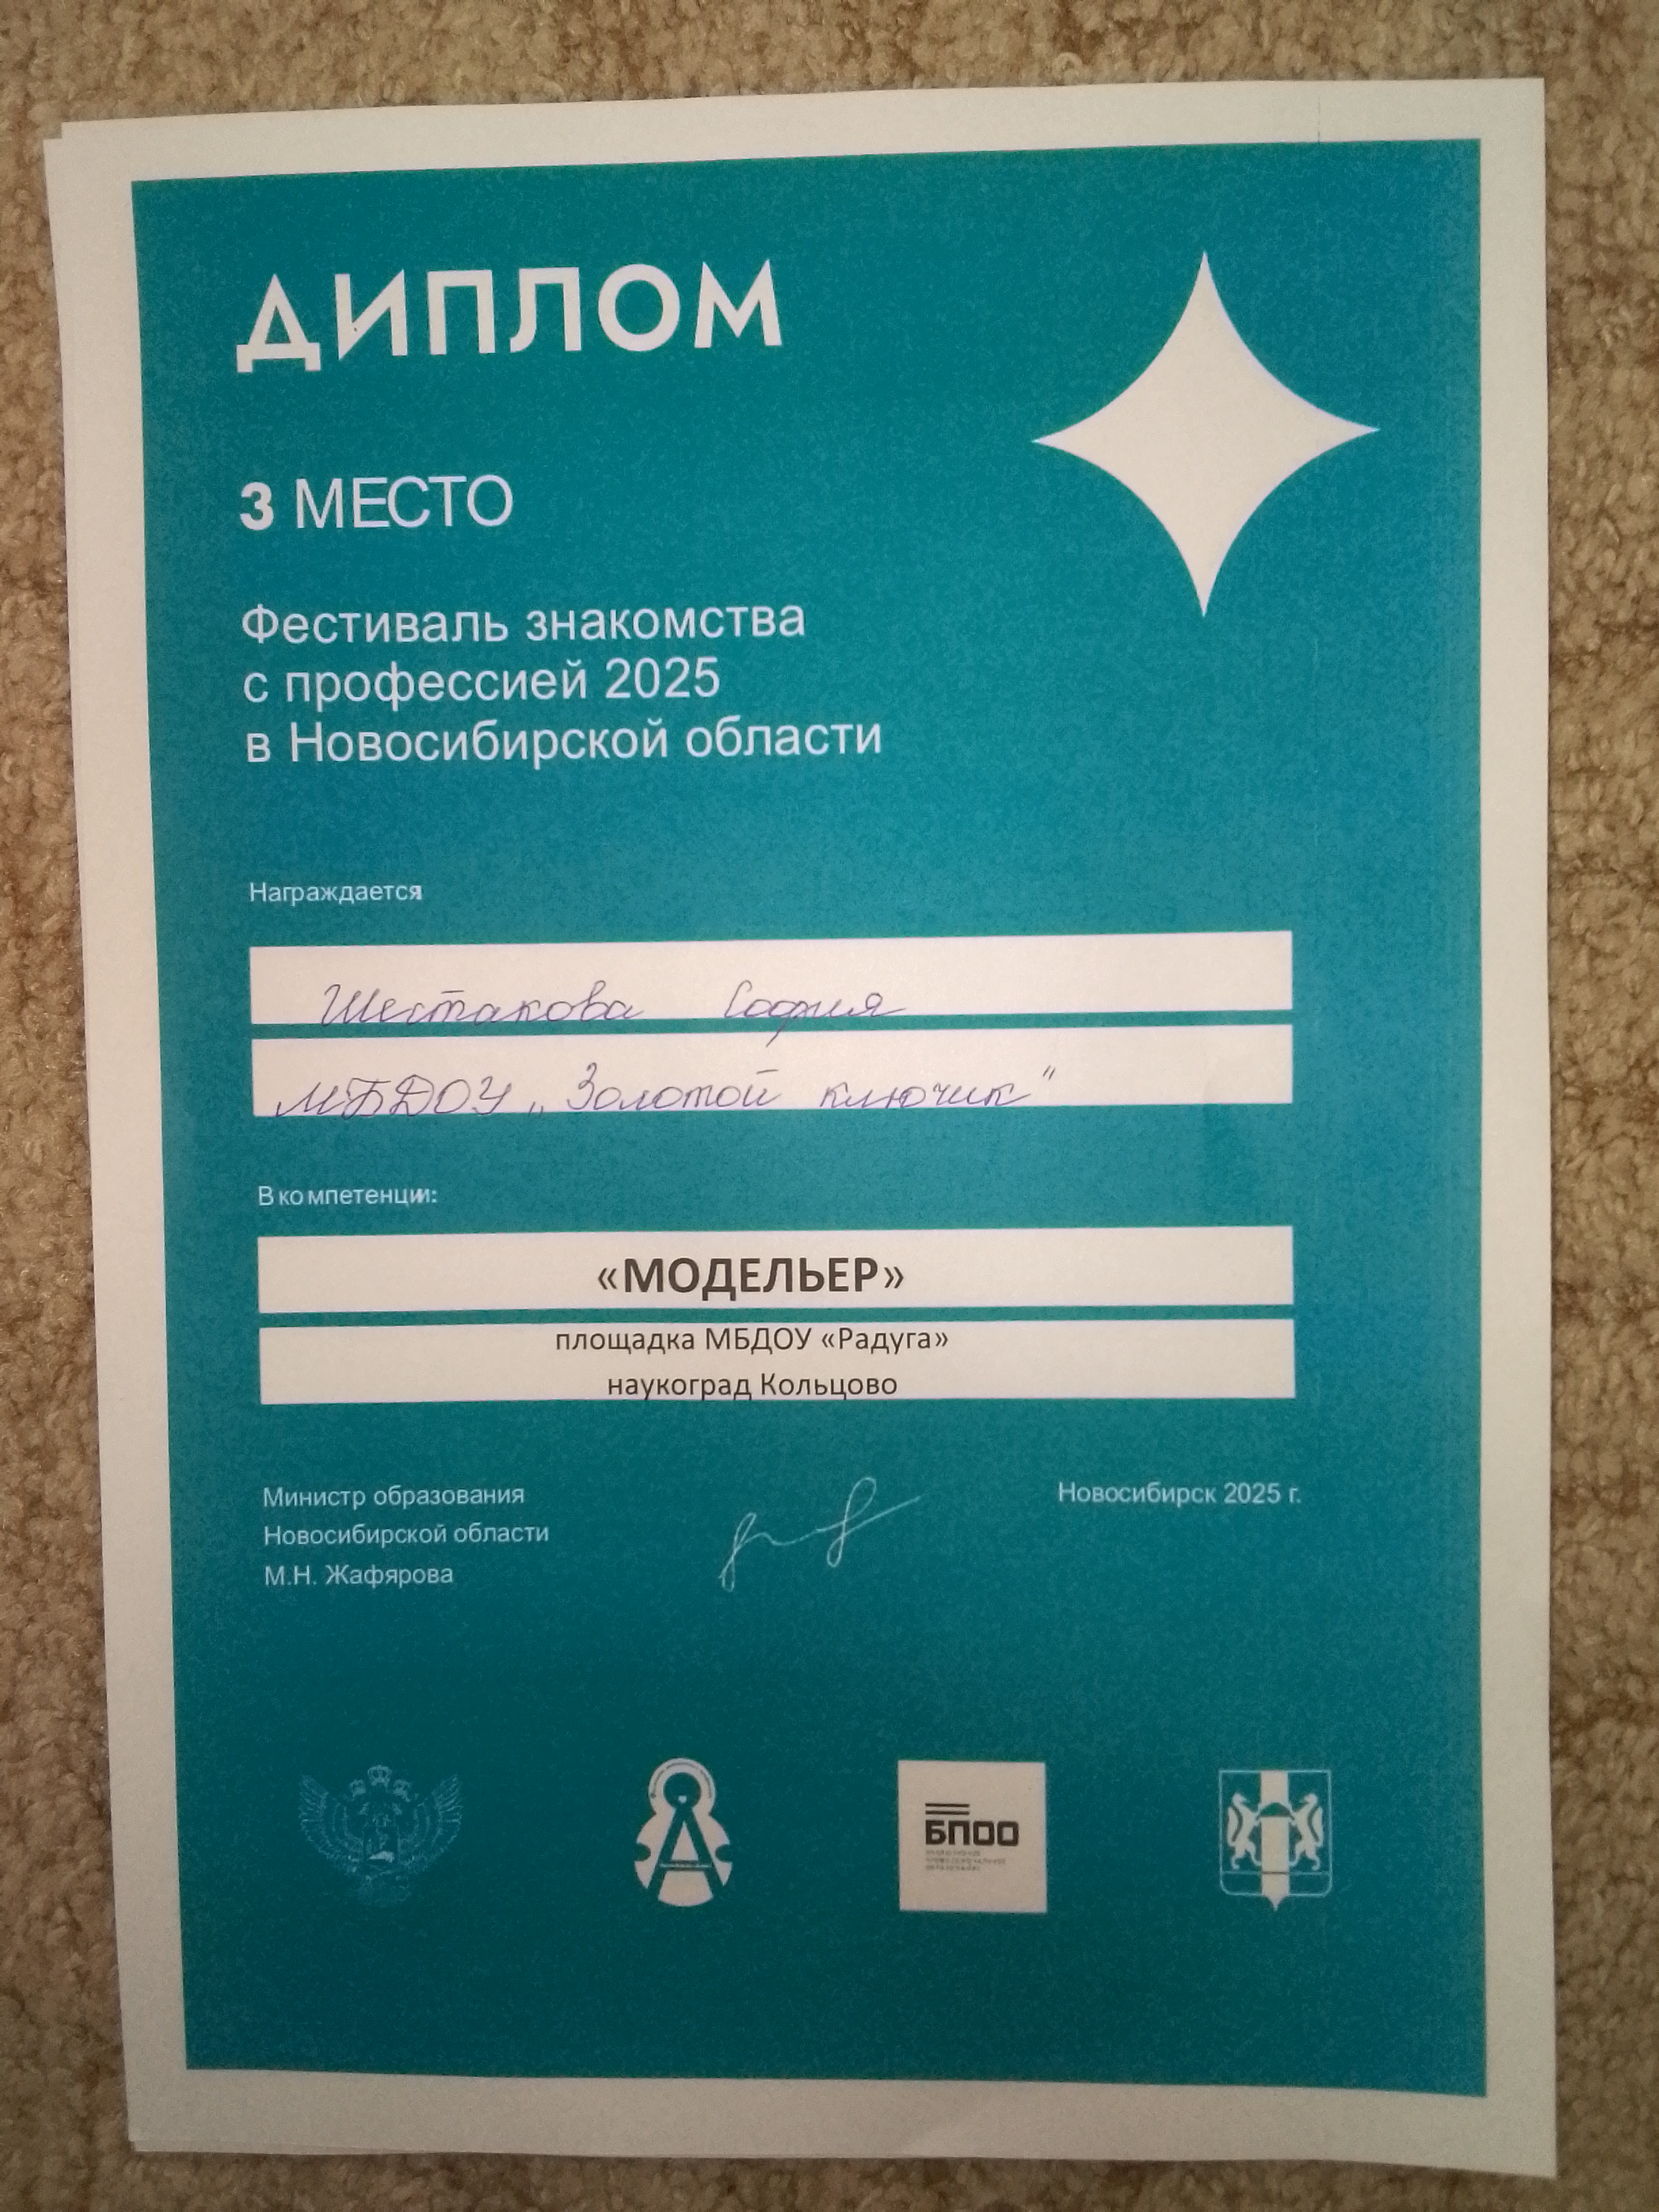 ДИПЛОМ
3 МЕСТО
Фестиваль знакомства
с профессией 2025
в Новосибирской области
Награждается
Шестакова София
МБДОУ „Золотой ключик"
В компетенции:
«МОДЕЛЬЕР»
площадка МБДОУ «Радуга»
наукоград Кольцово
Министр образования
Новосибирской области
М.Н. Жафярова
Новосибирск 2025 г.
БПОО